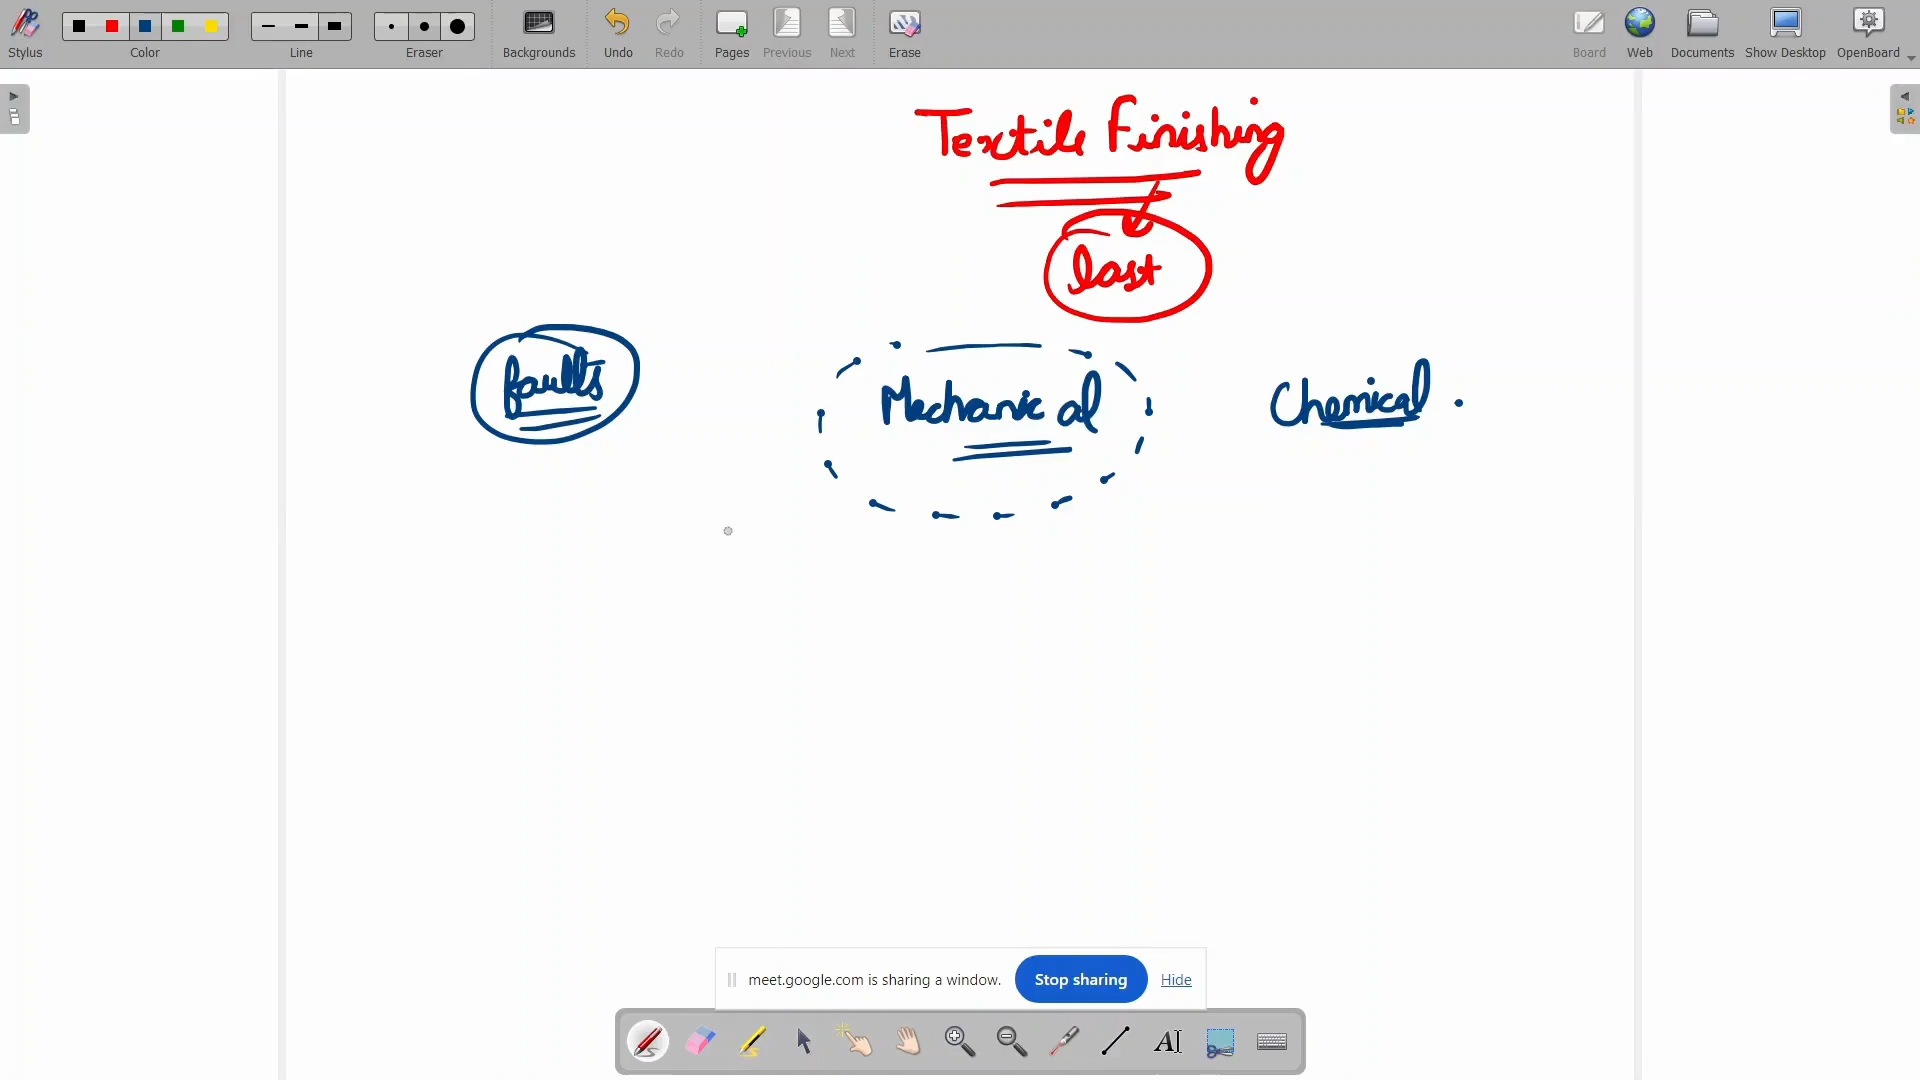 Stylus
Color
Line
Eraser
Backgrounds
Undo
Redo
Pages
Previous
Next
Erase
Board
Web
Documents
Show Desktop
OpenBoard
Textile Finishing
last
faults
Mechanical
Chemical.
meet.google.com is sharing a window.
Stop sharing
Hide